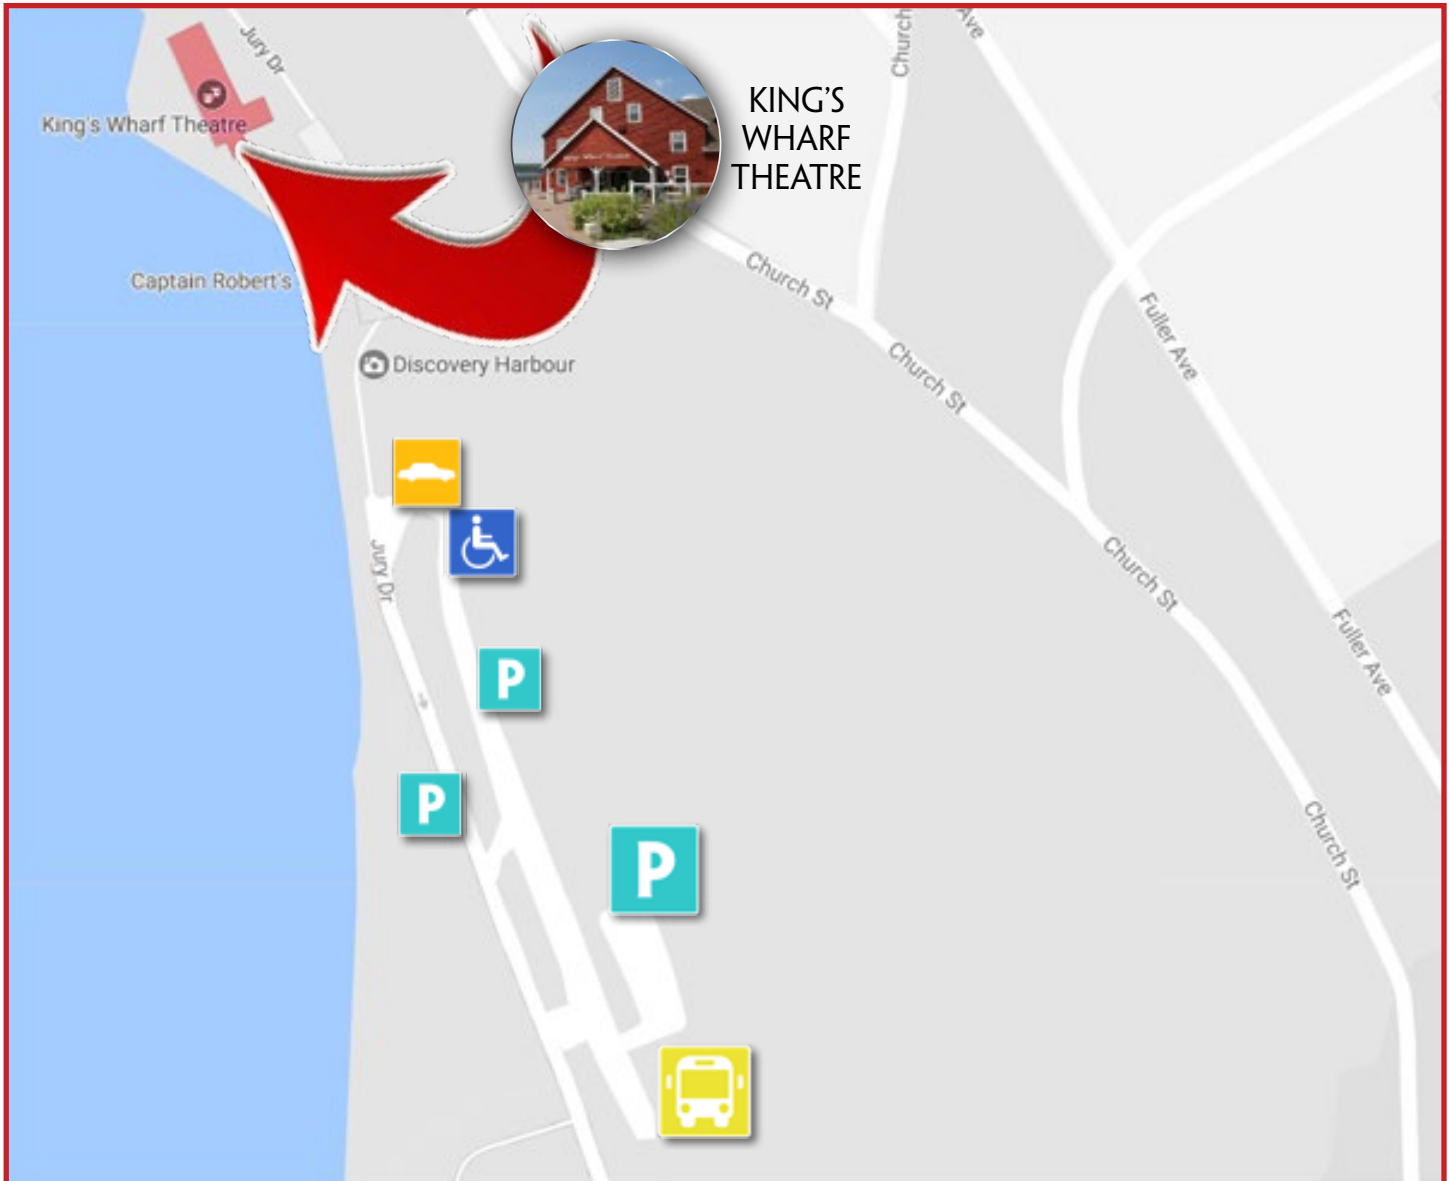 Jury Dr
Church
Ave
King's Wharf Theatre
KING'S
WHARF
THEATRE
Captain Robert's
Church St
Fuller Ave
Discovery Harbour
Church St
Jury Dr
Church St
Fuller Ave
P
P
P
Church St